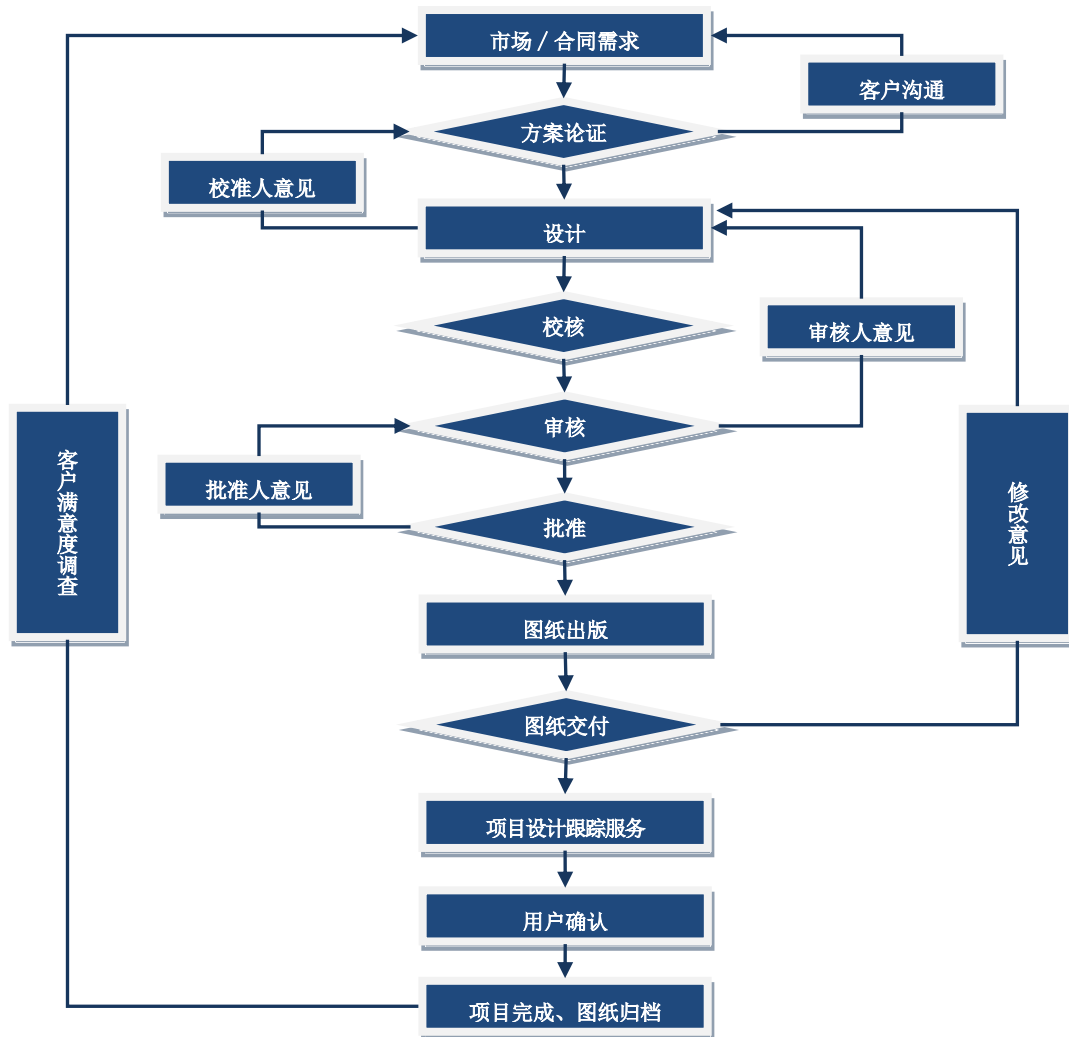 市场／合同需求
客户沟通
方案论证
校准人意见
设计
校核
审核人意见
审核
客户满意度调查
批准人意见
修改意见
批准
图纸出版
图纸交付
项目设计跟踪服务
用户确认
项目完成、图纸归档